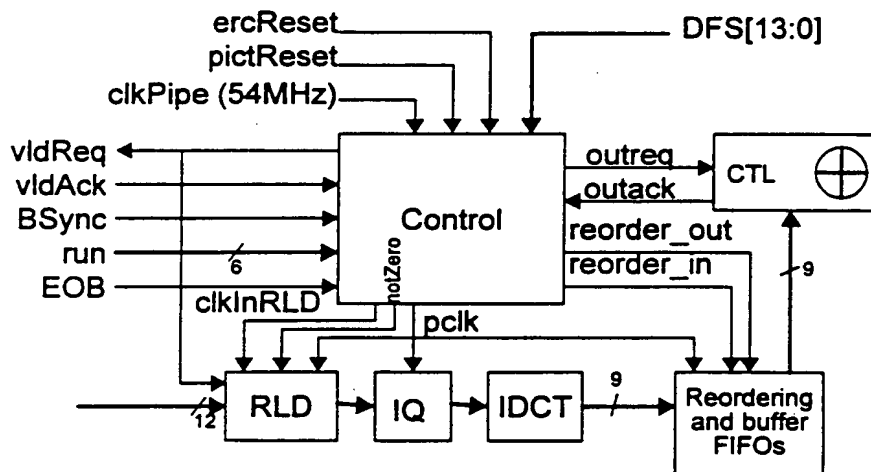 ercReset
DFS[13:0]
pictReset
clkPipe (54MHz)
vldReq
outreq
CTL
vldAck
outack
BSync
Control
reorder_out
run
6
notZero
reorder_in
9
EOB
clkInRLD
pclk
12
RLD
IQ
IDCT
9
Reordering
and buffer
FIFOs